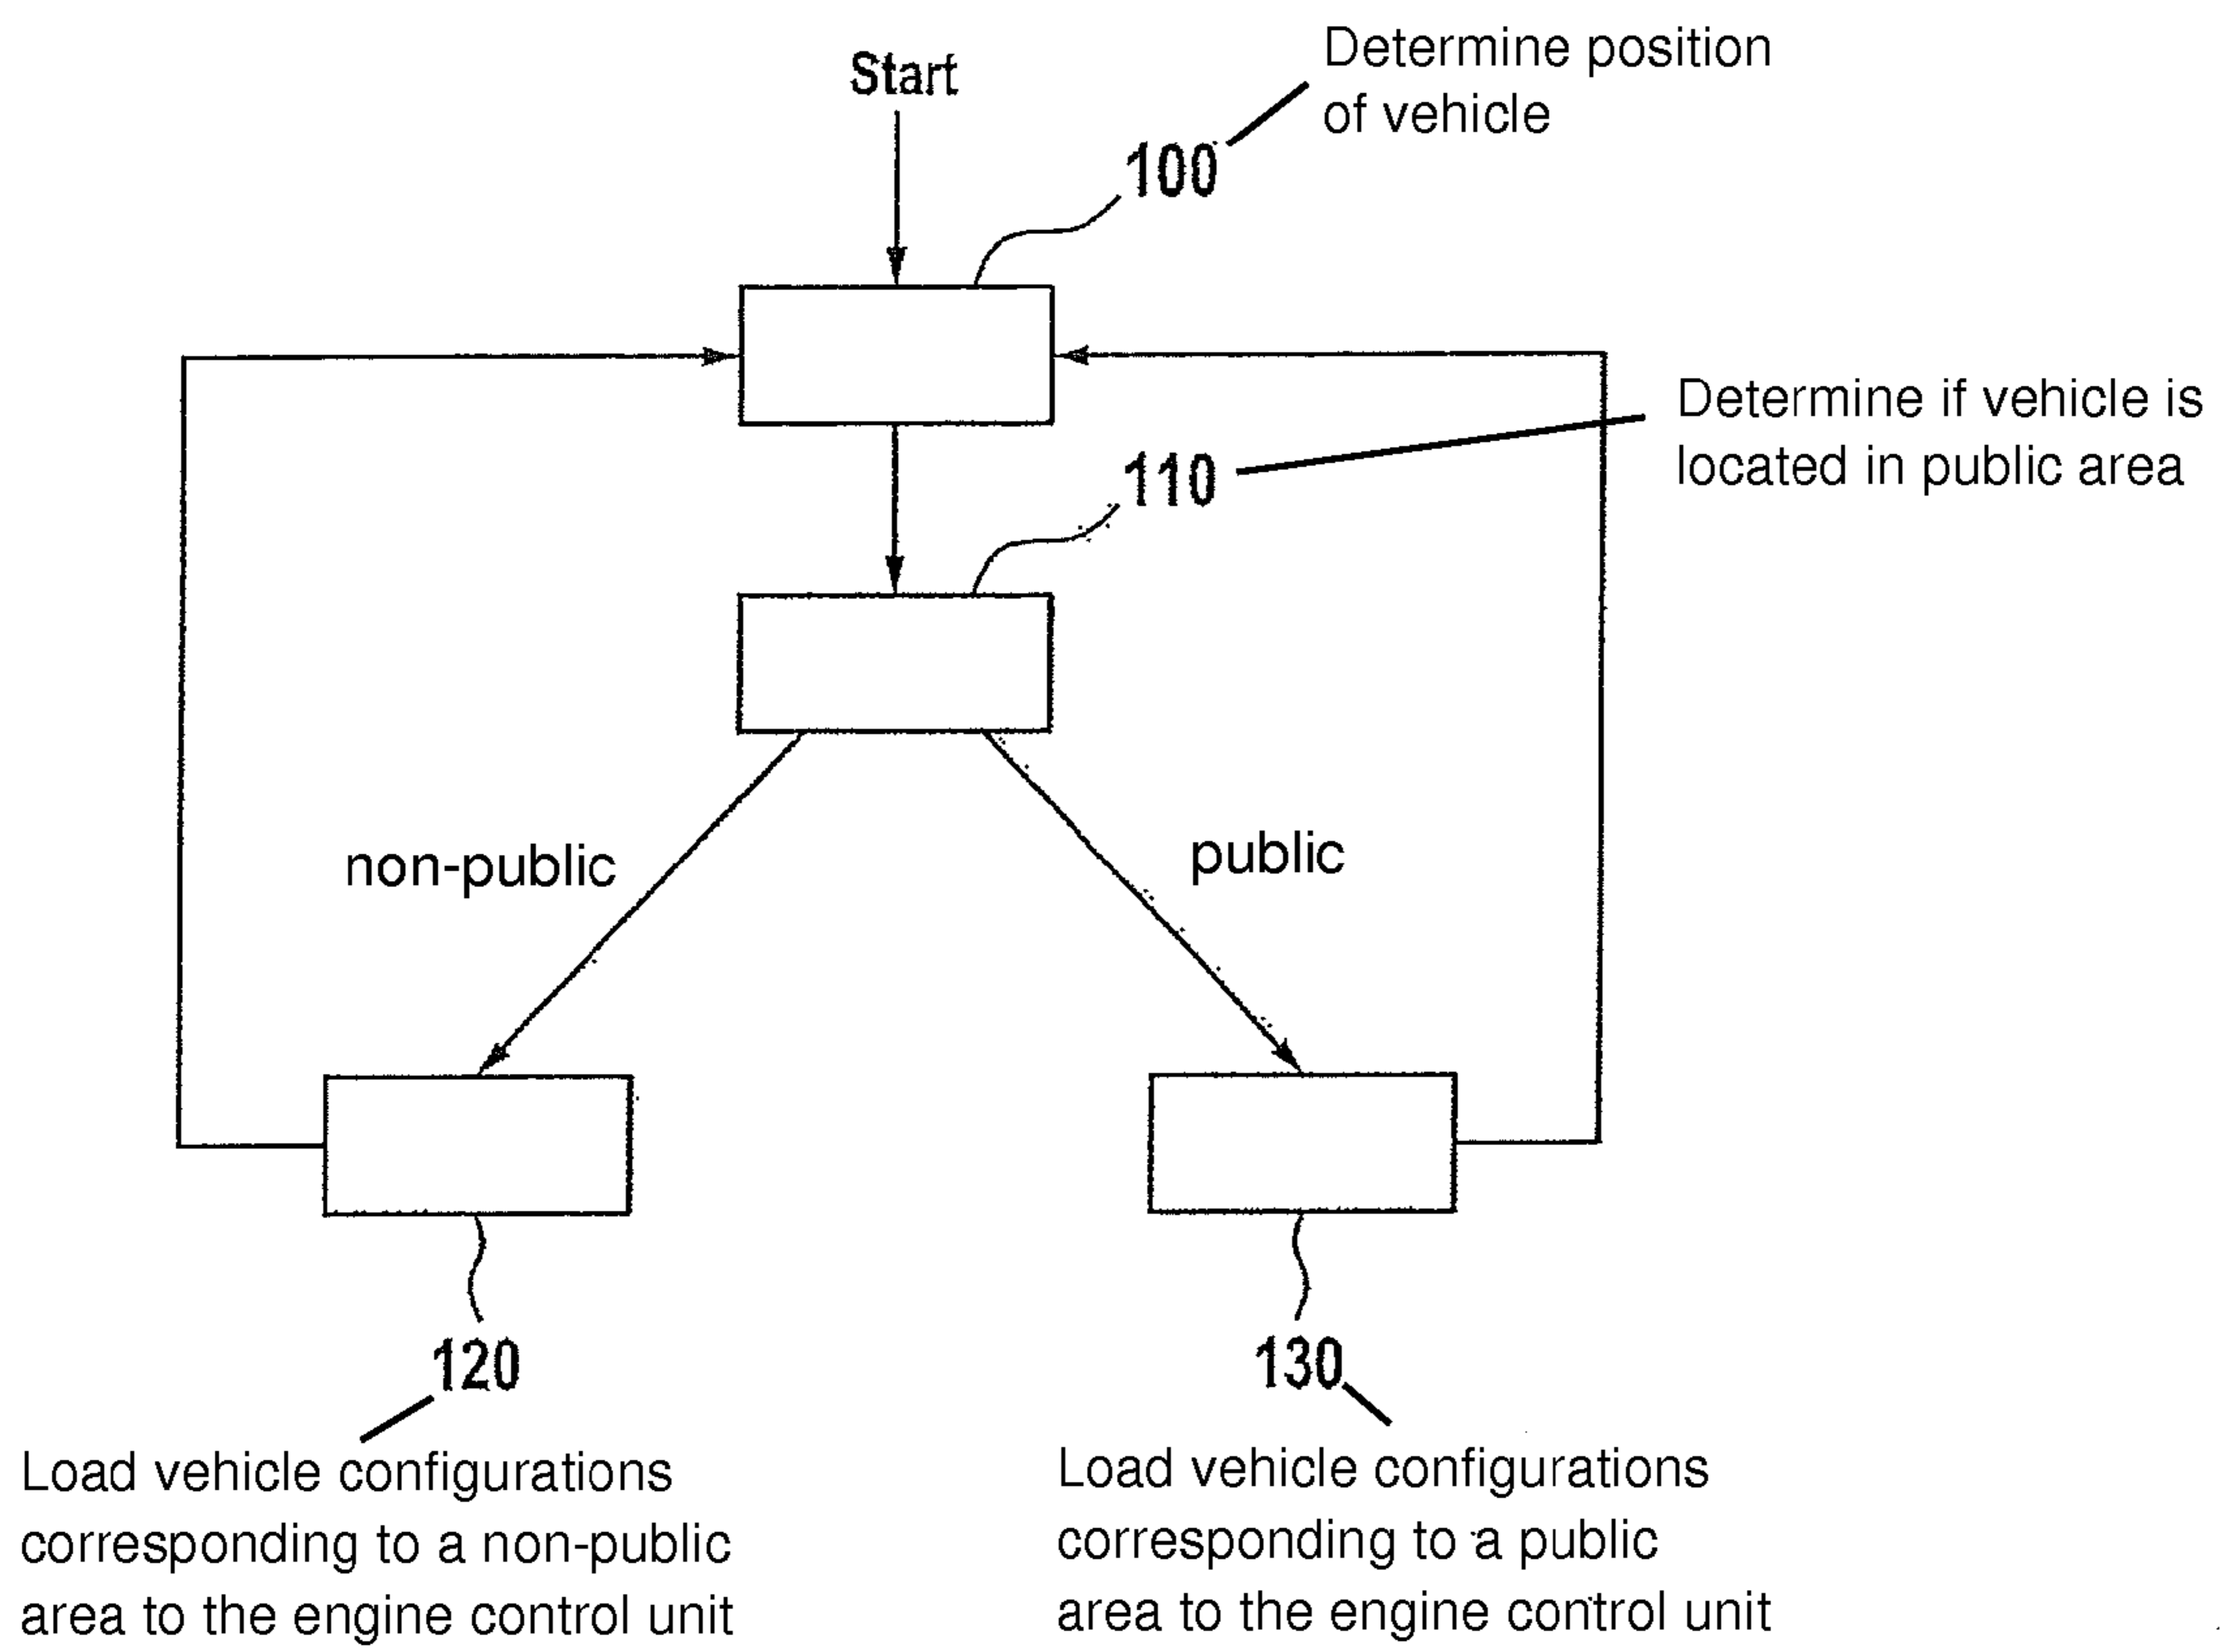 Start
Determine position
of vehicle
100
Determine if vehicle is
located in public area
110
non-public
public
120
130
Load vehicle configurations
corresponding to a non-public
area to the engine control unit
Load vehicle configurations
corresponding to a public
area to the engine control unit